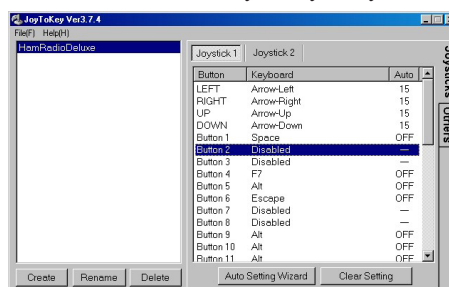 JoyToKey Ver3.7.4
File(F) Help(H)
HamRadioDeluxe
Joystick 1 Joystick 2
Button Keyboard Auto
LEFT Arrow-Left 15
RIGHT Arrow-Right 15
UP Arrow-Up 15
DOWN Arrow-Down 15
Button 1 Space OFF
Button 2 Disabled —
Button 3 Disabled —
Button 4 F7 OFF
Button 5 Alt OFF
Button 6 Escape OFF
Button 7 Disabled —
Button 8 Disabled —
Button 9 Alt OFF
Button 10 Alt OFF
Button 11 Alt OFF
Joysticks
Others
Create Rename Delete
Auto Setting Wizard Clear Setting